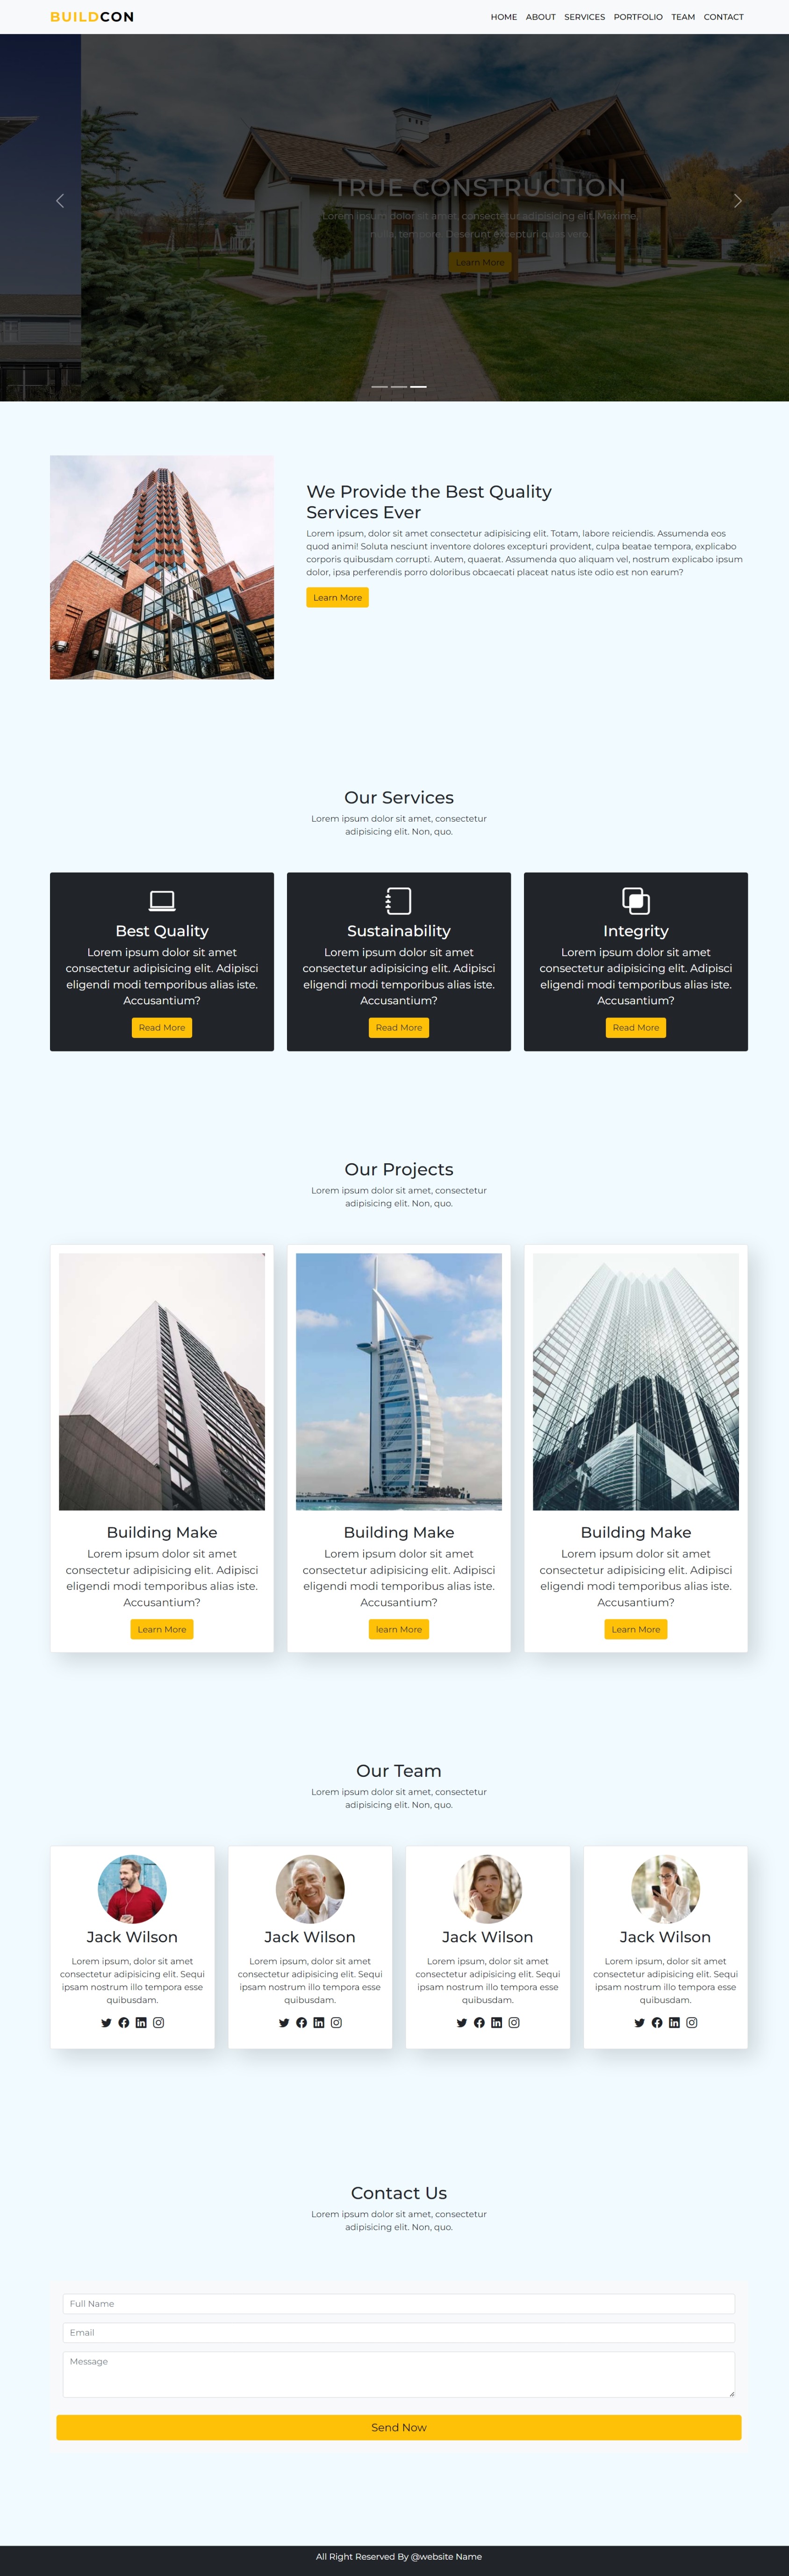 BUILDCON
HOME ABOUT SERVICES PORTFOLIO TEAM CONTACT
TRUE CONSTRUCTION
Lorem ipsum dolor sit amet, consectetur adipisicing elit. Maxime,
nulla, tempore. Deserunt excepturi quas vero.
Learn More
We Provide the Best Quality
Services Ever
Lorem ipsum, dolor sit amet consectetur adipisicing elit. Totam, labore reiciendis. Assumenda eos
quod animi! Soluta nesciunt inventore dolores excepturi provident, culpa beatae tempora, explicabo
corporis quibusdam corrupti. Autem, quaerat. Assumenda quo aliquam vel, nostrum explicabo ipsum
dolor, ipsa perferendis porro doloribus obcaecati placeat natus iste odio est non earum?
Learn More
Our Services
Lorem ipsum dolor sit amet, consectetur
adipisicing elit. Non, quo.
Best Quality
Lorem ipsum dolor sit amet
consectetur adipisicing elit. Adipisci
eligendi modi temporibus alias iste.
Accusantium?
Read More
Sustainability
Lorem ipsum dolor sit amet
consectetur adipisicing elit. Adipisci
eligendi modi temporibus alias iste.
Accusantium?
Read More
Integrity
Lorem ipsum dolor sit amet
consectetur adipisicing elit. Adipisci
eligendi modi temporibus alias iste.
Accusantium?
Read More
Our Projects
Lorem ipsum dolor sit amet, consectetur
adipisicing elit. Non, quo.
Building Make
Lorem ipsum dolor sit amet
consectetur adipisicing elit. Adipisci
eligendi modi temporibus alias iste.
Accusantium?
Learn More
Building Make
Lorem ipsum dolor sit amet
consectetur adipisicing elit. Adipisci
eligendi modi temporibus alias iste.
Accusantium?
learn More
Building Make
Lorem ipsum dolor sit amet
consectetur adipisicing elit. Adipisci
eligendi modi temporibus alias iste.
Accusantium?
Learn More
Our Team
Lorem ipsum dolor sit amet, consectetur
adipisicing elit. Non, quo.
Jack Wilson
Lorem ipsum, dolor sit amet
consectetur adipisicing elit. Sequi
ipsam nostrum illo tempora esse
quibusdam.
Jack Wilson
Lorem ipsum, dolor sit amet
consectetur adipisicing elit. Sequi
ipsam nostrum illo tempora esse
quibusdam.
Jack Wilson
Lorem ipsum, dolor sit amet
consectetur adipisicing elit. Sequi
ipsam nostrum illo tempora esse
quibusdam.
Jack Wilson
Lorem ipsum, dolor sit amet
consectetur adipisicing elit. Sequi
ipsam nostrum illo tempora esse
quibusdam.
Contact Us
Lorem ipsum dolor sit amet, consectetur
adipisicing elit. Non, quo.
Full Name
Email
Message
Send Now
All Right Reserved By @website Name